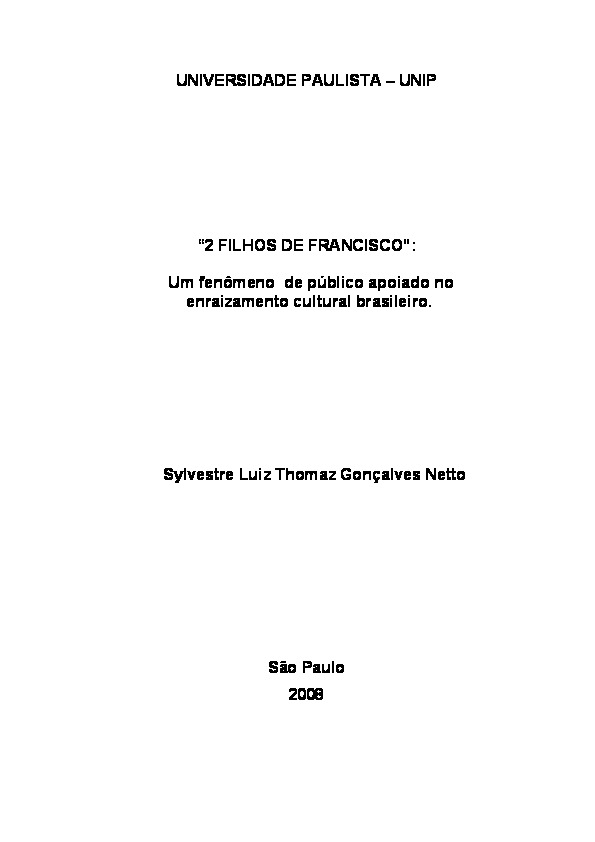 UNIVERSIDADE PAULISTA – UNIP
“2 FILHOS DE FRANCISCO”:
Um fenômeno de público apoiado no
enraizamento cultural brasileiro.
Sylvestre Luiz Thomaz Gonçalves Netto
São Paulo
2008